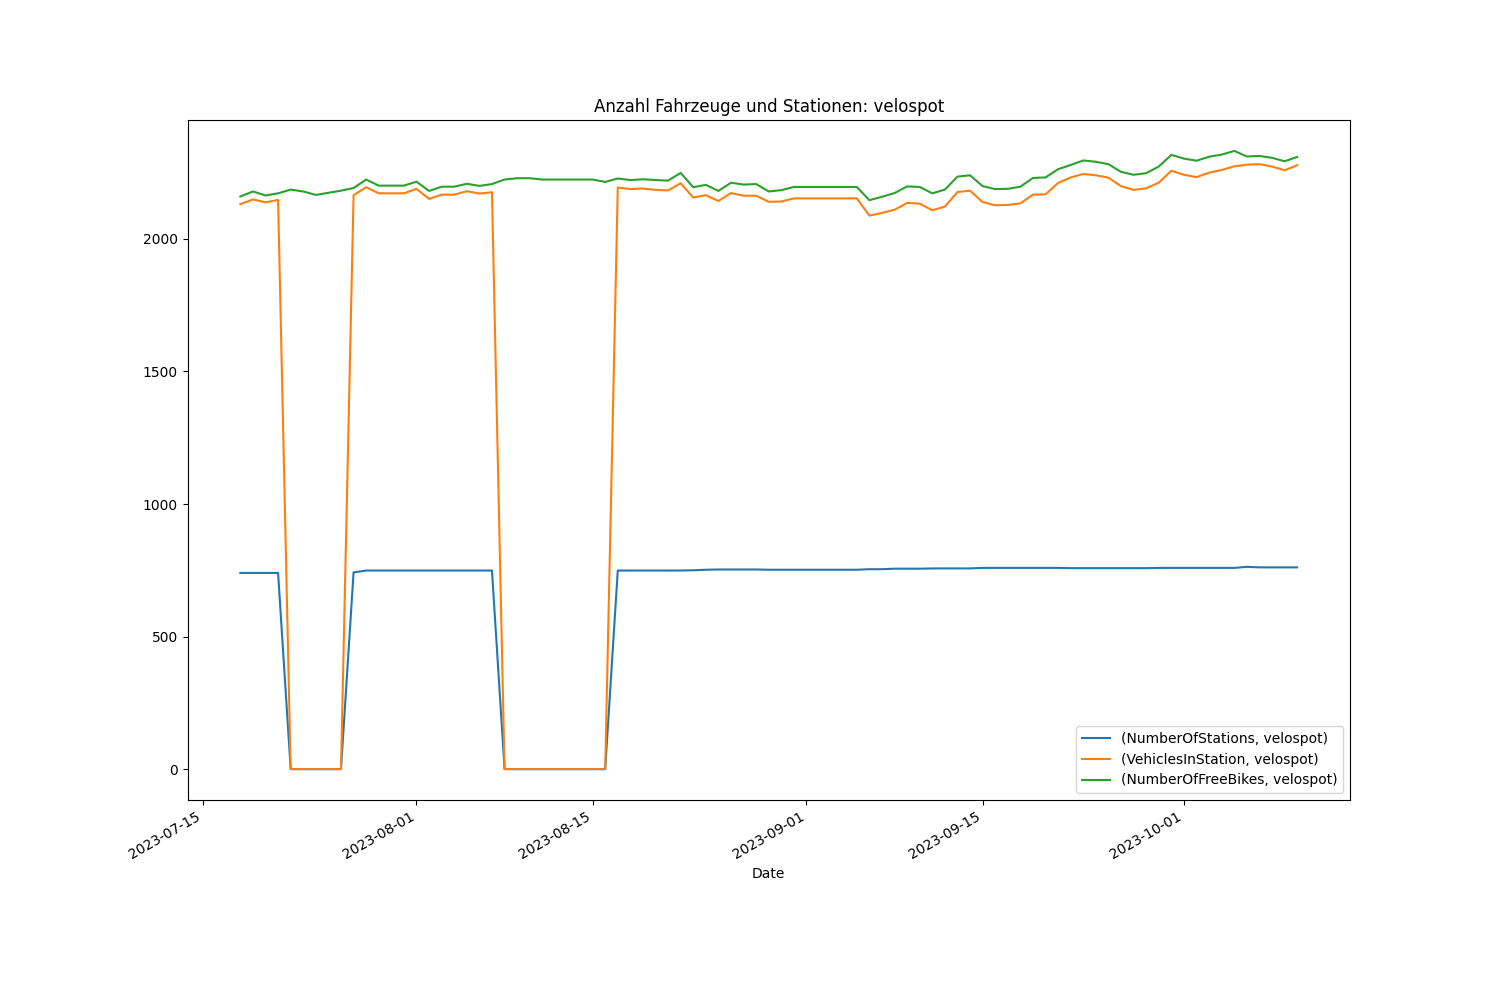 Anzahl Fahrzeuge und Stationen: velospot
2000
1500
1000
500
0
(NumberOfStations, velospot)
(VehiclesInStation, velospot)
(NumberOfFreeBikes, velospot)
2023-07-15
2023-08-01
2023-08-15
2023-09-01
2023-09-15
2023-10-01
Date